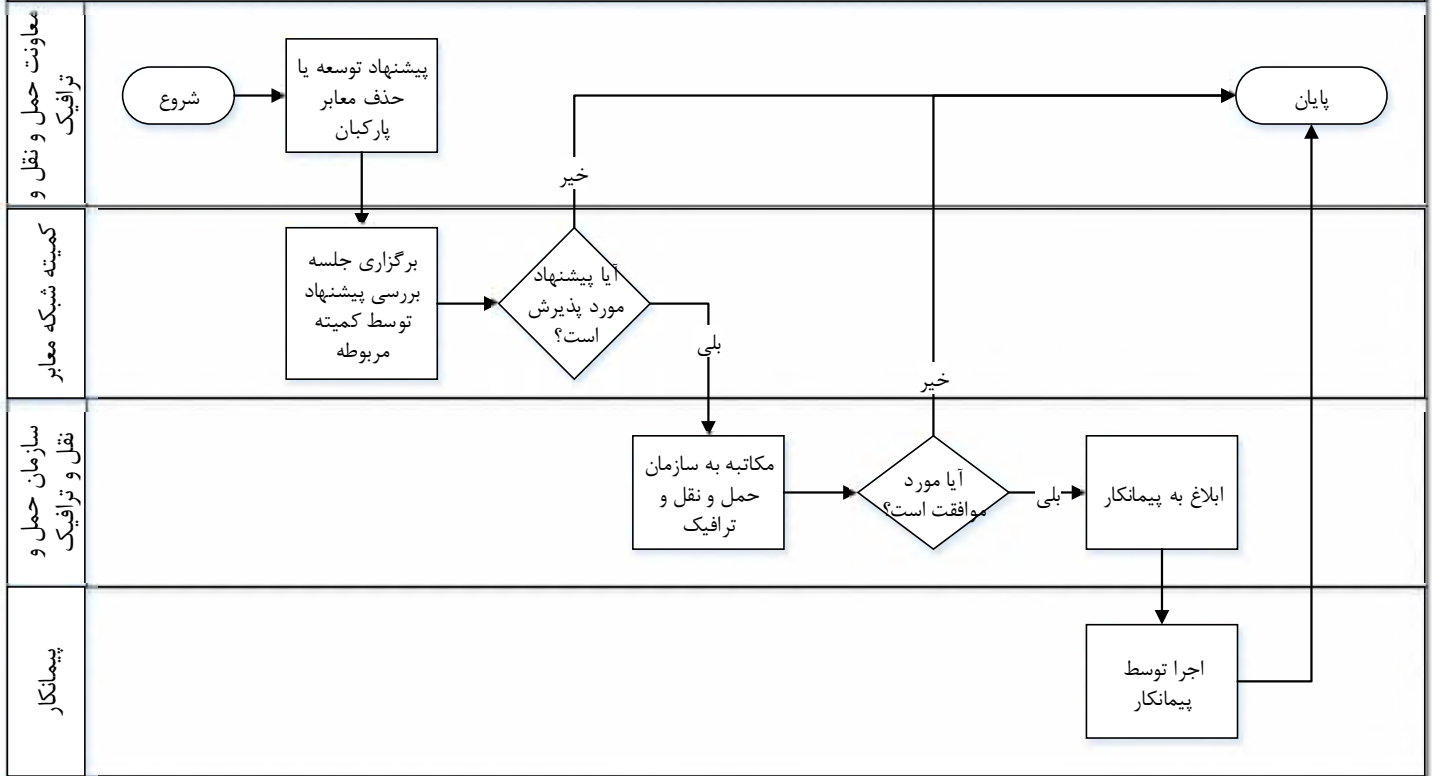 معاونت حمل و نقل و
ترافیک
شروع
پیشنهاد توسعه یا
حذف معابر
پارکبان
پایان
خیر
کمیته شبکه معابر
برگزاری جلسه
بررسی پیشنهاد
توسط کمیته
مربوطه
آیا پیشنهاد
مورد پذیرش
است؟
بلی
خیر
سازمان حمل و
نقل و ترافیک
مکاتبه به سازمان
حمل و نقل و
ترافیک
آیا مورد
موافقت است؟
بلی
ابلاغ به پیمانکار
پیمانکار
اجرا توسط
پیمانکار